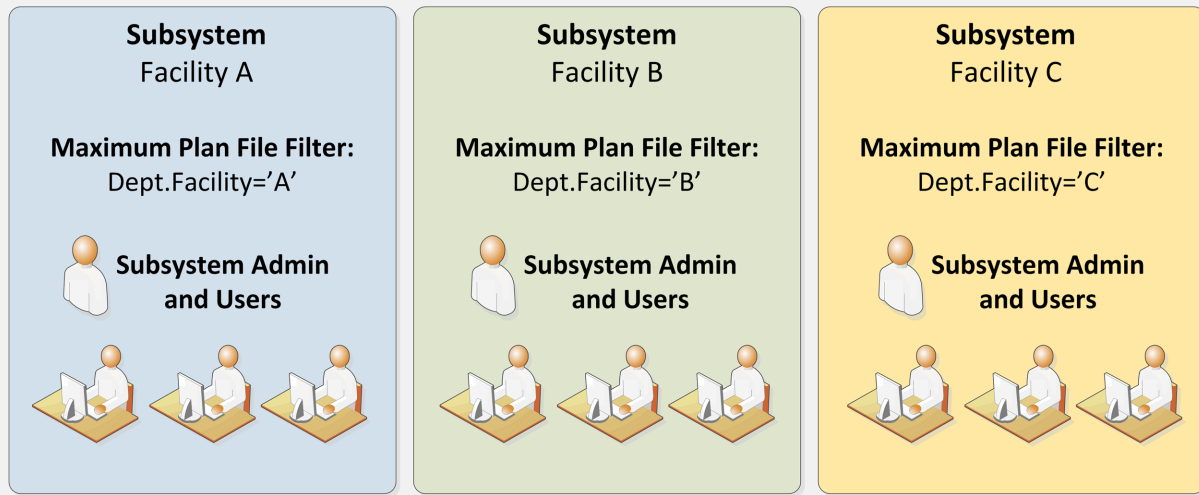 Subsystem
Facility A
Maximum Plan File Filter:
Dept.Facility=’A’
Subsystem Admin
and Users
Subsystem
Facility B
Maximum Plan File Filter:
Dept.Facility=’B’
Subsystem Admin
and Users
Subsystem
Facility C
Maximum Plan File Filter:
Dept.Facility=’C’
Subsystem Admin
and Users